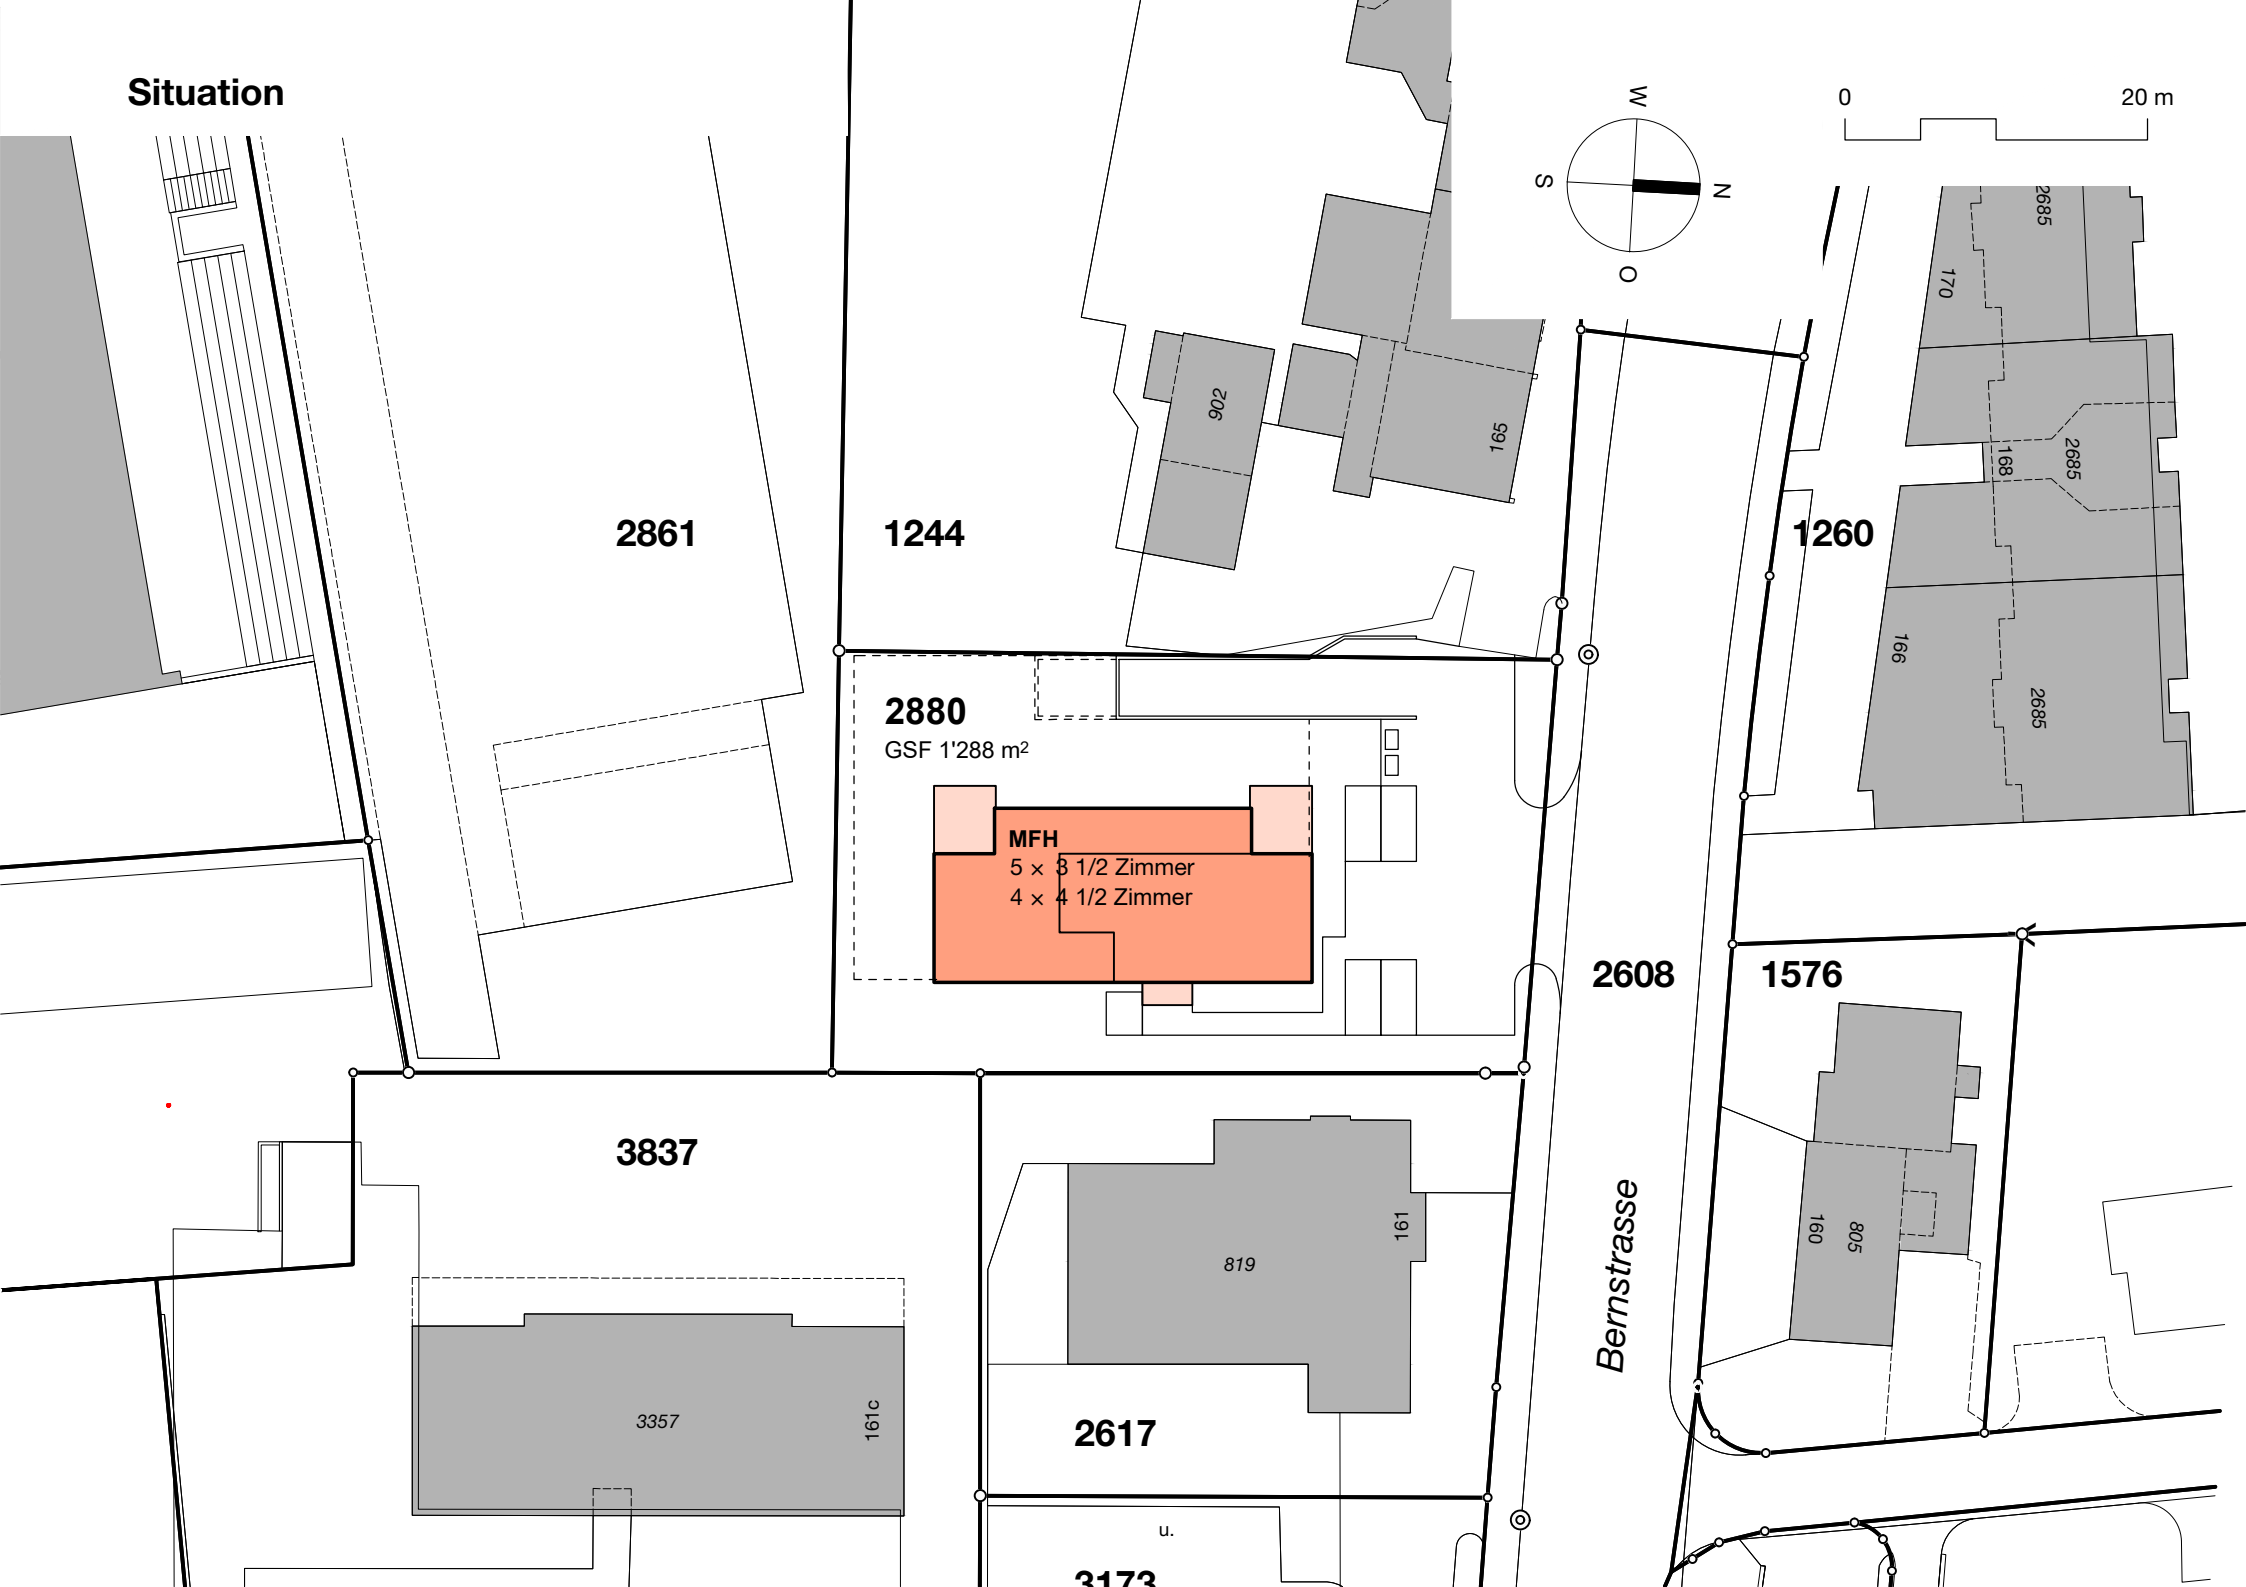 Situation
W
S
N
O
0
20 m
2685
170
902
165
168
2685
2861
1244
1260
166
2685
2880
GSF 1'288 m²
MFH
5 × 3 1/2 Zimmer
4 × 4 1/2 Zimmer
2608
1576
3837
161
819
160
805
Bernstrasse
3357
161c
2617
u.
3173